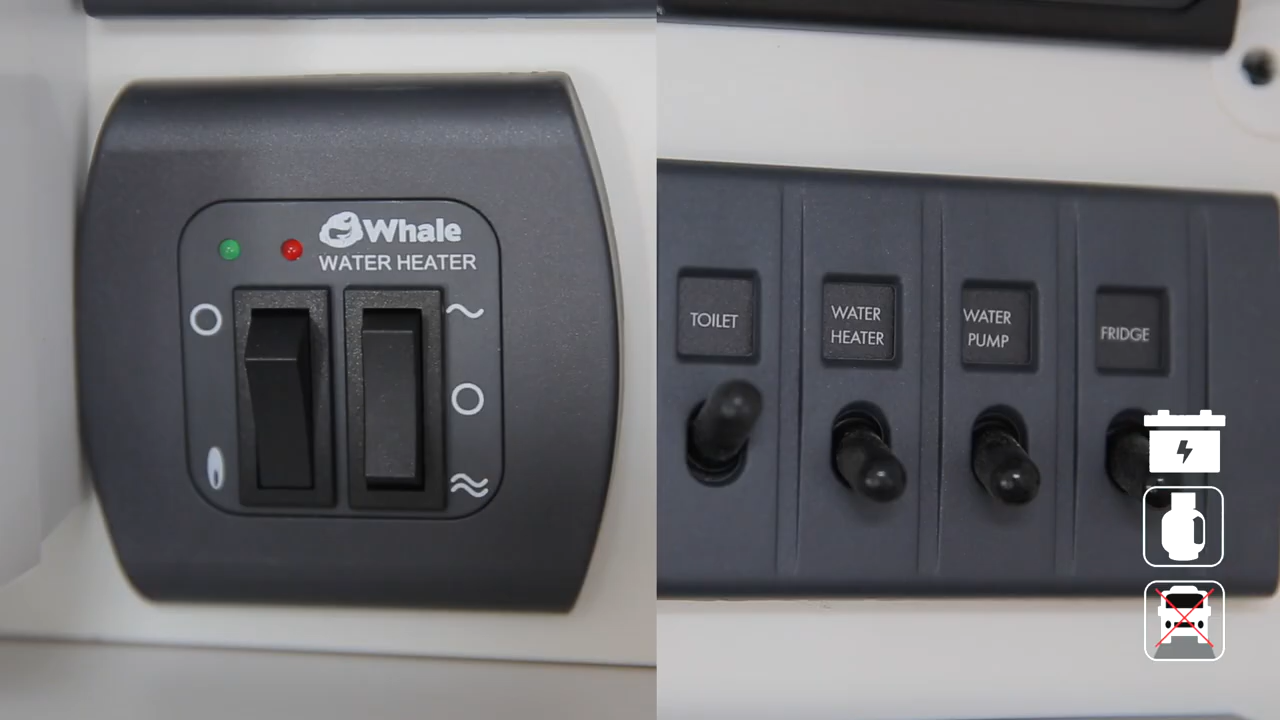 Whale
WATER HEATER
TOILET
WATER
HEATER
WATER
PUMP
FRIDGE